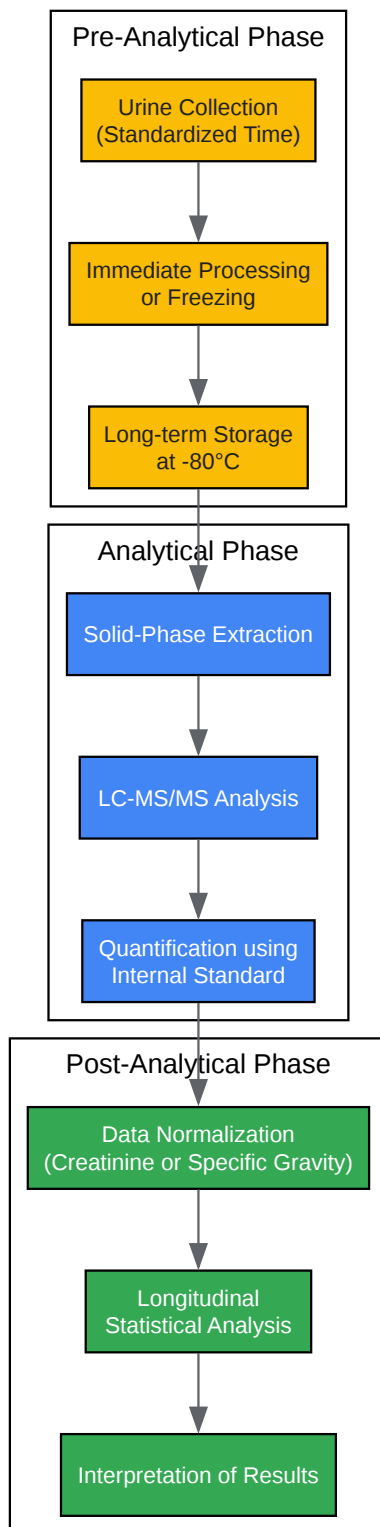 Pre-Analytical Phase
Urine Collection
(Standardized Time)
Immediate Processing
or Freezing
Long-term Storage
at -80°C
Analytical Phase
Solid-Phase Extraction
LC-MS/MS Analysis
Quantification using
Internal Standard
Post-Analytical Phase
Data Normalization
(Creatinine or Specific Gravity)
Longitudinal
Statistical Analysis
Interpretation of Results